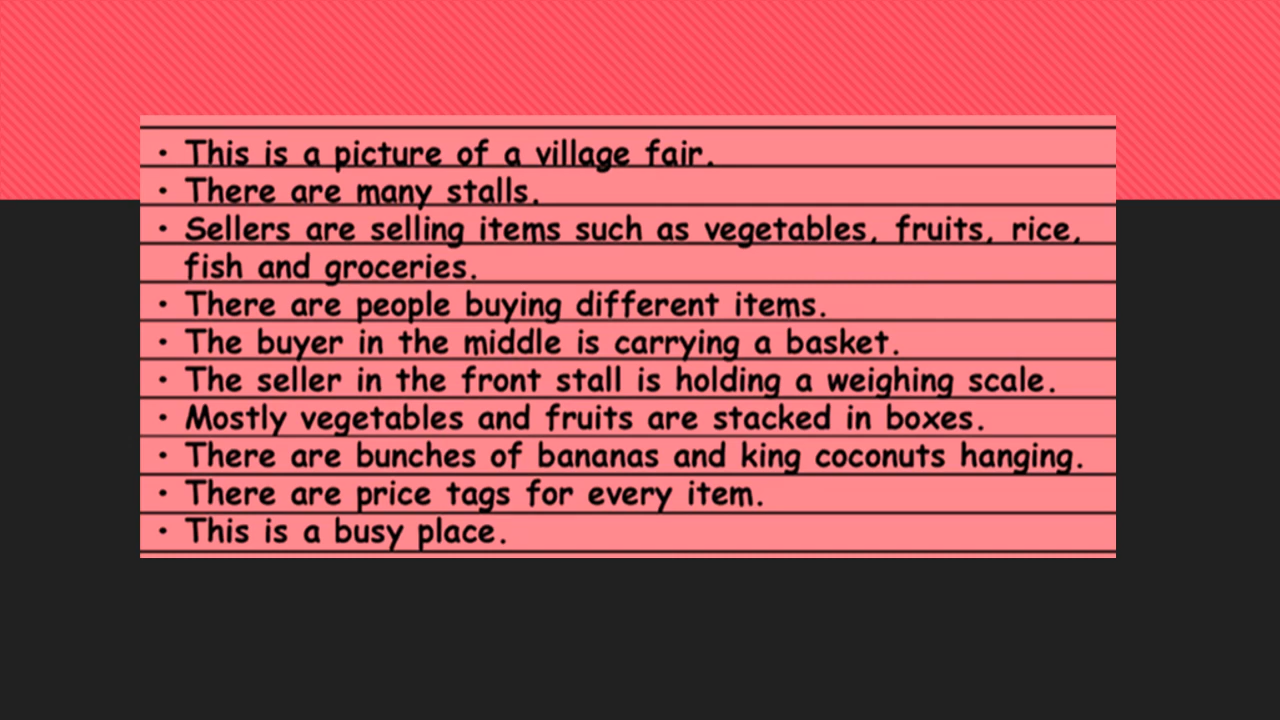 • This is a picture of a village fair.
• There are many stalls.
• Sellers are selling items such as vegetables, fruits, rice,
fish and groceries.
• There are people buying different items.
• The buyer in the middle is carrying a basket.
• The seller in the front stall is holding a weighing scale.
• Mostly vegetables and fruits are stacked in boxes.
• There are bunches of bananas and king coconuts hanging.
• There are price tags for every item.
• This is a busy place.